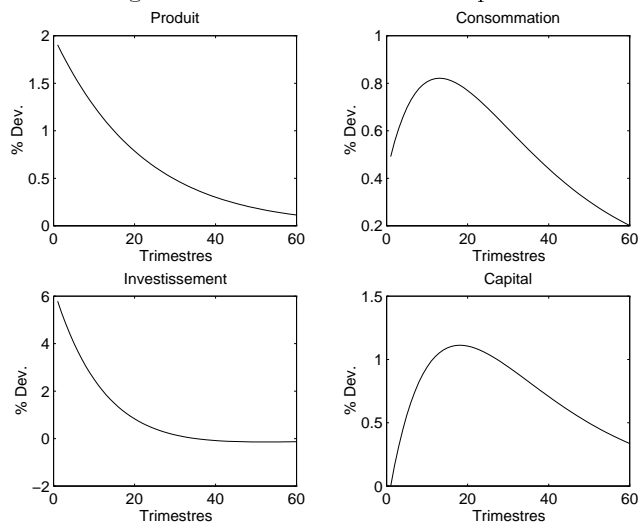 Produit
Consommation
2
1.5
1
0.5
0
% Dev.
0 20 40 60
Trimestres
1
0.8
0.6
0.4
0.2
% Dev.
0 20 40 60
Trimestres
Investissement
Capital
6
4
2
0
−2
% Dev.
0 20 40 60
Trimestres
1.5
1
0.5
0
% Dev.
0 20 40 60
Trimestres